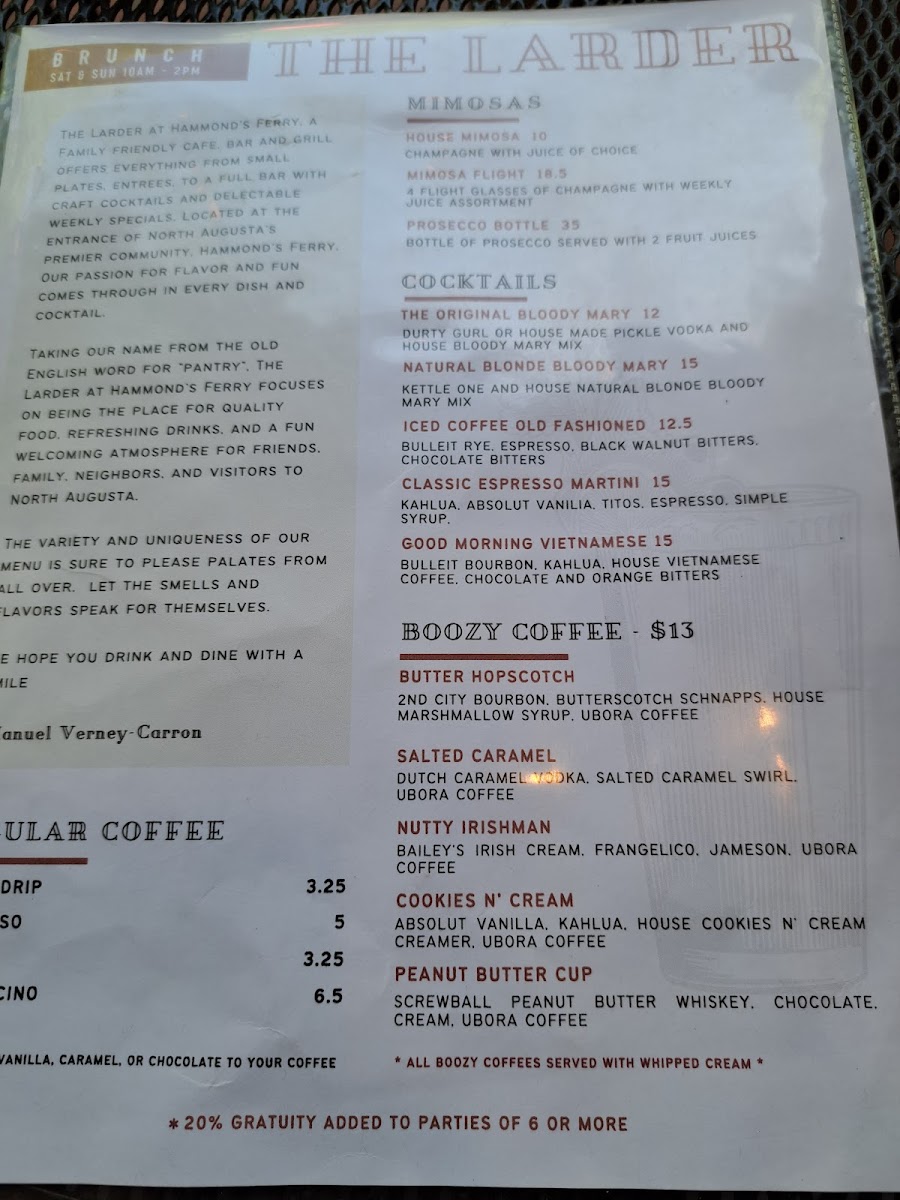 BRUNCH
SAT & SUN 10AM - 2PM
THE LARDER
THE LARDER AT HAMMOND'S FERRY, A
FAMILY FRIENDLY CAFE, BAR AND GRILL
OFFERS EVERYTHING FROM SMALL
PLATES, ENTREES, TO A FULL BAR WITH
CRAFT COCKTAILS AND DELECTABLE
WEEKLY SPECIALS. LOCATED AT THE
ENTRANCE OF NORTH AUGUSTA'S
PREMIER COMMUNITY, HAMMOND'S FERRY.
OUR PASSION FOR FLAVOR AND FUN
COMES THROUGH IN EVERY DISH AND
COCKTAIL.
TAKING OUR NAME FROM THE OLD
ENGLISH WORD FOR "PANTRY", THE
LARDER AT HAMMOND'S FERRY FOCUSES
ON BEING THE PLACE FOR QUALITY
FOOD, REFRESHING DRINKS, AND A FUN
WELCOMING ATMOSPHERE FOR FRIENDS,
FAMILY, NEIGHBORS, AND VISITORS TO
NORTH AUGUSTA.
THE VARIETY AND UNIQUENESS OF OUR
MENU IS SURE TO PLEASE PALATES FROM
ALL OVER. LET THE SMELLS AND
FLAVORS SPEAK FOR THEMSELVES.
E HOPE YOU DRINK AND DINE WITH A
MILE
anuel Verney-Carron
ULAR COFFEE
DRIP 3.25
SO 5
3.25
CINO 6.5
VANILLA, CARAMEL, OR CHOCOLATE TO YOUR COFFEE
MIMOSAS
HOUSE MIMOSA 10
CHAMPAGNE WITH JUICE OF CHOICE
MIMOSA FLIGHT 18.5
4 FLIGHT GLASSES OF CHAMPAGNE WITH WEEKLY
JUICE ASSORTMENT
PROSECCO BOTTLE 35
BOTTLE OF PROSECCO SERVED WITH 2 FRUIT JUICES
COCKTAILS
THE ORIGINAL BLOODY MARY 12
DURTY GURL OR HOUSE MADE PICKLE VODKA AND
HOUSE BLOODY MARY MIX
NATURAL BLONDE BLOODY MARY 15
KETTLE ONE AND HOUSE NATURAL BLONDE BLOODY
MARY MIX
ICED COFFEE OLD FASHIONED 12.5
BULLEIT RYE, ESPRESSO, BLACK WALNUT BITTERS,
CHOCOLATE BITTERS
CLASSIC ESPRESSO MARTINI 15
KAHLUA, ABSOLUT VANILIA, TITOS, ESPRESSO, SIMPLE
SYRUP,
GOOD MORNING VIETNAMESE 15
BULLEIT BOURBON, KAHLUA, HOUSE VIETNAMESE
COFFEE, CHOCOLATE AND ORANGE BITTERS
BOOZY COFFEE - $13
BUTTER HOPSCOTCH
2ND CITY BOURBON, BUTTERSCOTCH SCHNAPPS, HOUSE
MARSHMALLOW SYRUP, UBORA COFFEE
SALTED CARAMEL
DUTCH CARAMEL VODKA, SALTED CARAMEL SWIRL,
UBORA COFFEE
NUTTY IRISHMAN
BAILEY'S IRISH CREAM, FRANGELICO, JAMESON, UBORA
COFFEE
COOKIES N' CREAM
ABSOLUT VANILLA, KAHLUA, HOUSE COOKIES N' CREAM
CREAMER, UBORA COFFEE
PEANUT BUTTER CUP
SCREWBALL PEANUT BUTTER WHISKEY, CHOCOLATE,
CREAM, UBORA COFFEE
* ALL BOOZY COFFEES SERVED WITH WHIPPED CREAM *
* 20% GRATUITY ADDED TO PARTIES OF 6 OR MORE